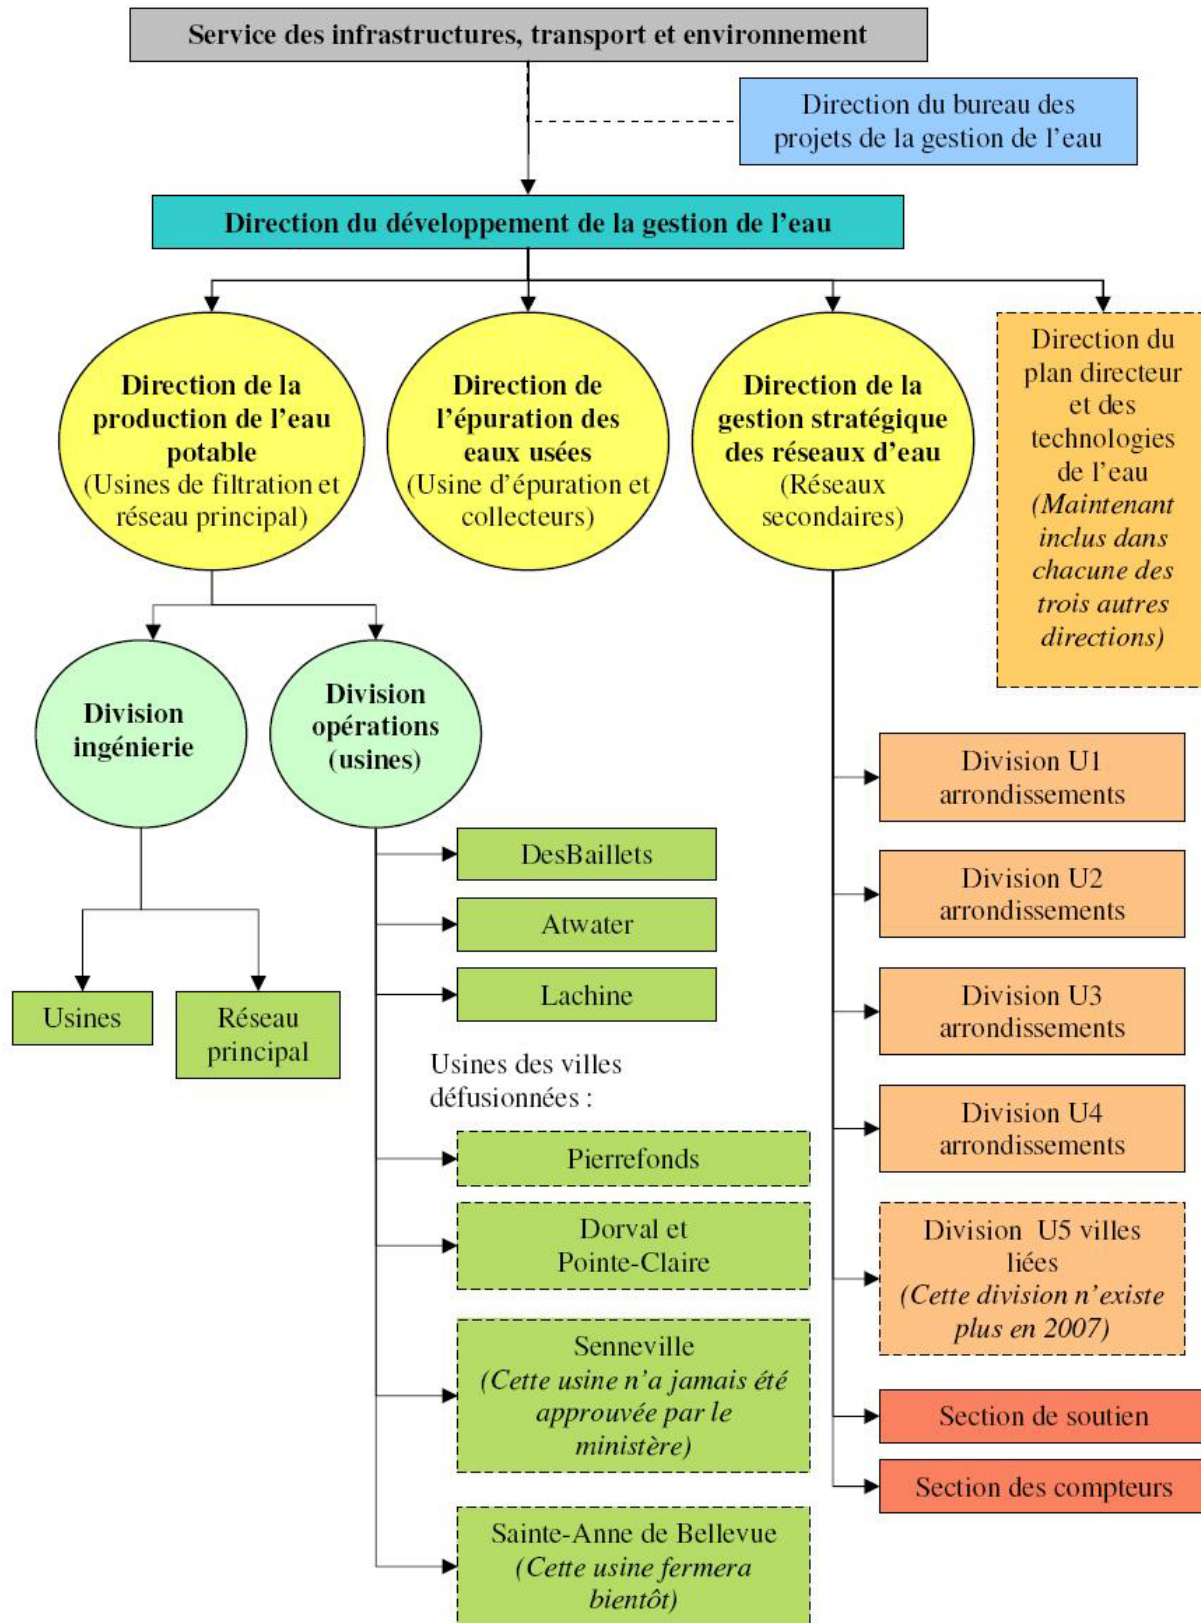 Service des infrastructures, transport et environnement
Direction du bureau des
projets de la gestion de l’eau
Direction du développement de la gestion de l’eau
Direction de la
production de l’eau
potable
(Usines de filtration et
réseau principal)
Direction de
l’épuration des
eaux usées
(Usine d’épuration et
collecteurs)
Direction de la
gestion stratégique
des réseaux d’eau
(Réseaux
secondaires)
Direction du
plan directeur
et des
technologies
de l’eau
(Maintenant
inclus dans
chacune des
trois autres
directions)
Division
ingénierie
Division
opérations
(usines)
Usines
Réseau
principal
DesBaillets
Atwater
Lachine
Usines des villes
défusionnées :
Pierrefonds
Dorval et
Pointe-Claire
Senneville
(Cette usine n’a jamais été
approuvée par le
ministère)
Sainte-Anne de Bellevue
(Cette usine fermera
bientôt)
Division U1
arrondissements
Division U2
arrondissements
Division U3
arrondissements
Division U4
arrondissements
Division U5 villes
liées
(Cette division n’existe
plus en 2007)
Section de soutien
Section des compteurs